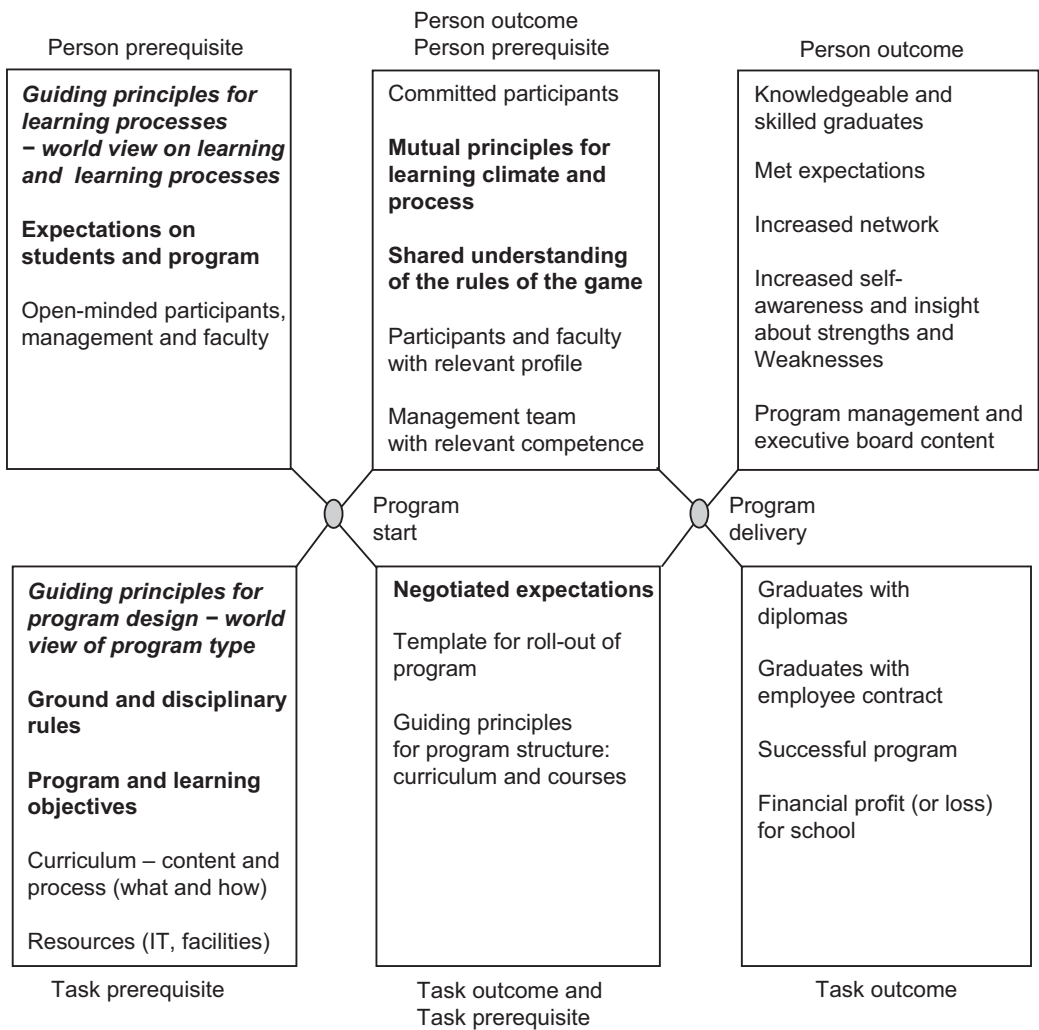 Person prerequisite
Guiding principles for
learning processes
– world view on learning
and learning processes
Expectations on
students and program
Open-minded participants,
management and faculty
Person outcome
Person prerequisite
Committed participants
Mutual principles for
learning climate and
process
Shared understanding
of the rules of the game
Participants and faculty
with relevant profile
Management team
with relevant competence
Person outcome
Knowledgeable and
skilled graduates
Met expectations
Increased network
Increased self-
awareness and insight
about strengths and
Weaknesses
Program management and
executive board content
Program
start
Program
delivery
Guiding principles for
program design – world
view of program type
Ground and disciplinary
rules
Program and learning
objectives
Curriculum – content and
process (what and how)
Resources (IT, facilities)
Task prerequisite
Negotiated expectations
Template for roll-out of
program
Guiding principles
for program structure:
curriculum and courses
Task outcome and
Task prerequisite
Graduates with
diplomas
Graduates with
employee contract
Successful program
Financial profit (or loss)
for school
Task outcome